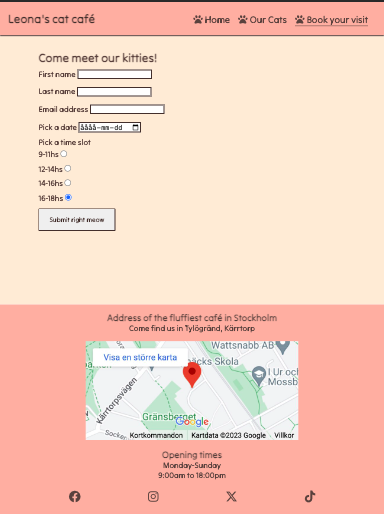 Leona's cat café
Home Our Cats Book your visit
Come meet our kitties!
First name
Last name
Email address
Pick a date åååå-mm-dd
Pick a time slot
9-11hs
12-14hs
14-16hs
16-18hs
Submit right meow
Address of the fluffiest café in Stockholm
Come find us in Tylögränd, Kärrtorp
Wattsnabb AB
Visa en större karta
äcks Skola
I Ur och
Mossb
Kärrtorpsvägen
Gränsberget
Google
Socker
Kortkommandon Kartdata ©2023 Google Villkor
Opening times
Monday-Sunday
9:00am to 18:00pm